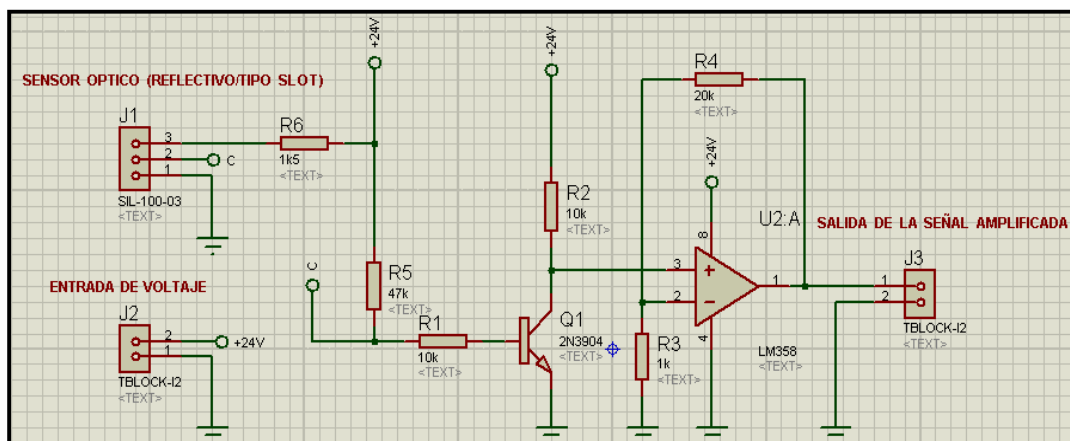 +24V
+24V
SENSOR OPTICO (REFLECTIVO/TIPO SLOT)
J1
3
2
1
C
SIL-100-03
<TEXT>
R6
1k5
<TEXT>
R4
20k
<TEXT>
+24V
R2
10k
<TEXT>
U2:A
8
3
2
1
4
LM358
<TEXT>
SALIDA DE LA SEÑAL AMPLIFICADA
J3
1
2
TBLOCK-I2
<TEXT>
ENTRADA DE VOLTAJE
J2
2
1
+24V
TBLOCK-I2
<TEXT>
C
R5
47k
<TEXT>
R1
10k
<TEXT>
Q1
2N3904
<TEXT>
R3
1k
<TEXT>